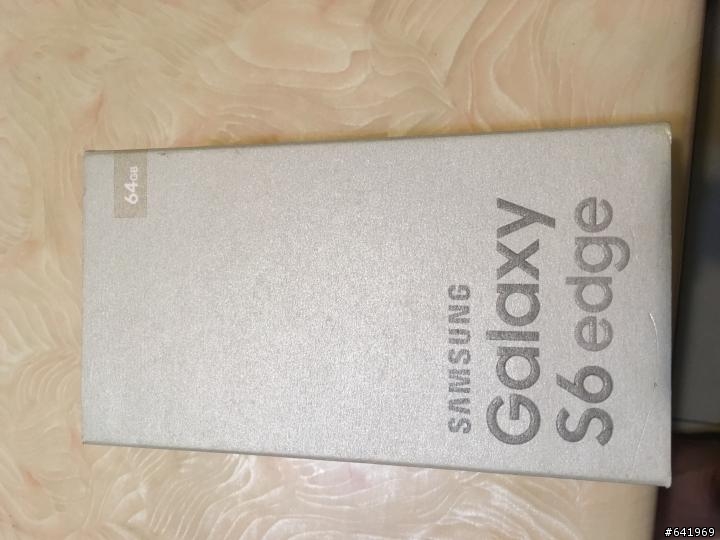 64GB
SAMSUNG
Galaxy
S6 edge
#641969